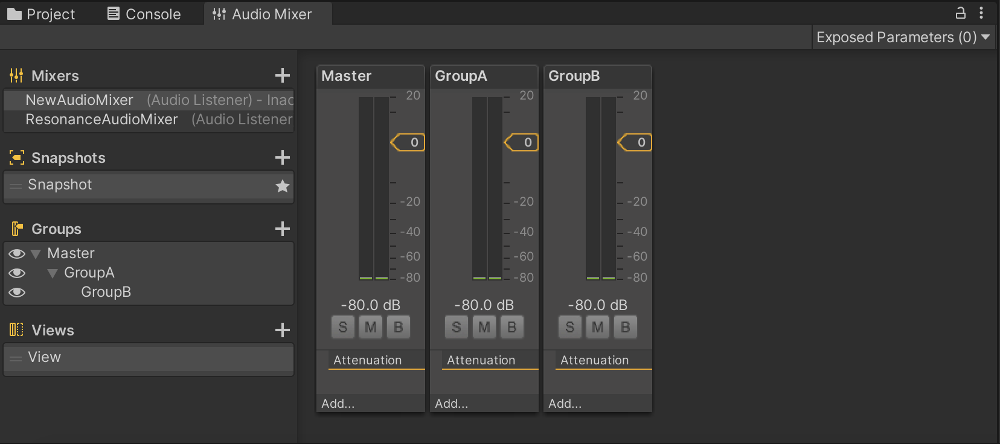 Project Console Audio Mixer
Exposed Parameters (0)
Mixers
NewAudioMixer (Audio Listener) - Inac
ResonanceAudioMixer (Audio Listener
Snapshots
Snapshot
Groups
Master
GroupA
GroupB
Views
View
Master
20
0
-20
-40
-60
-80
-80.0 dB
S M B
Attenuation
Add...
GroupA
20
0
-20
-40
-60
-80
-80.0 dB
S M B
Attenuation
Add...
GroupB
20
0
-20
-40
-60
-80
-80.0 dB
S M B
Attenuation
Add...